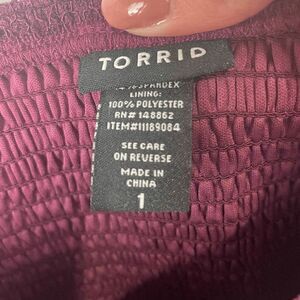 TORRID
SPANDEX
LINING:
100% POLYESTER
RN# 148862
ITEM#11189084
SEE CARE
ON REVERSE
MADE IN
CHINA
1